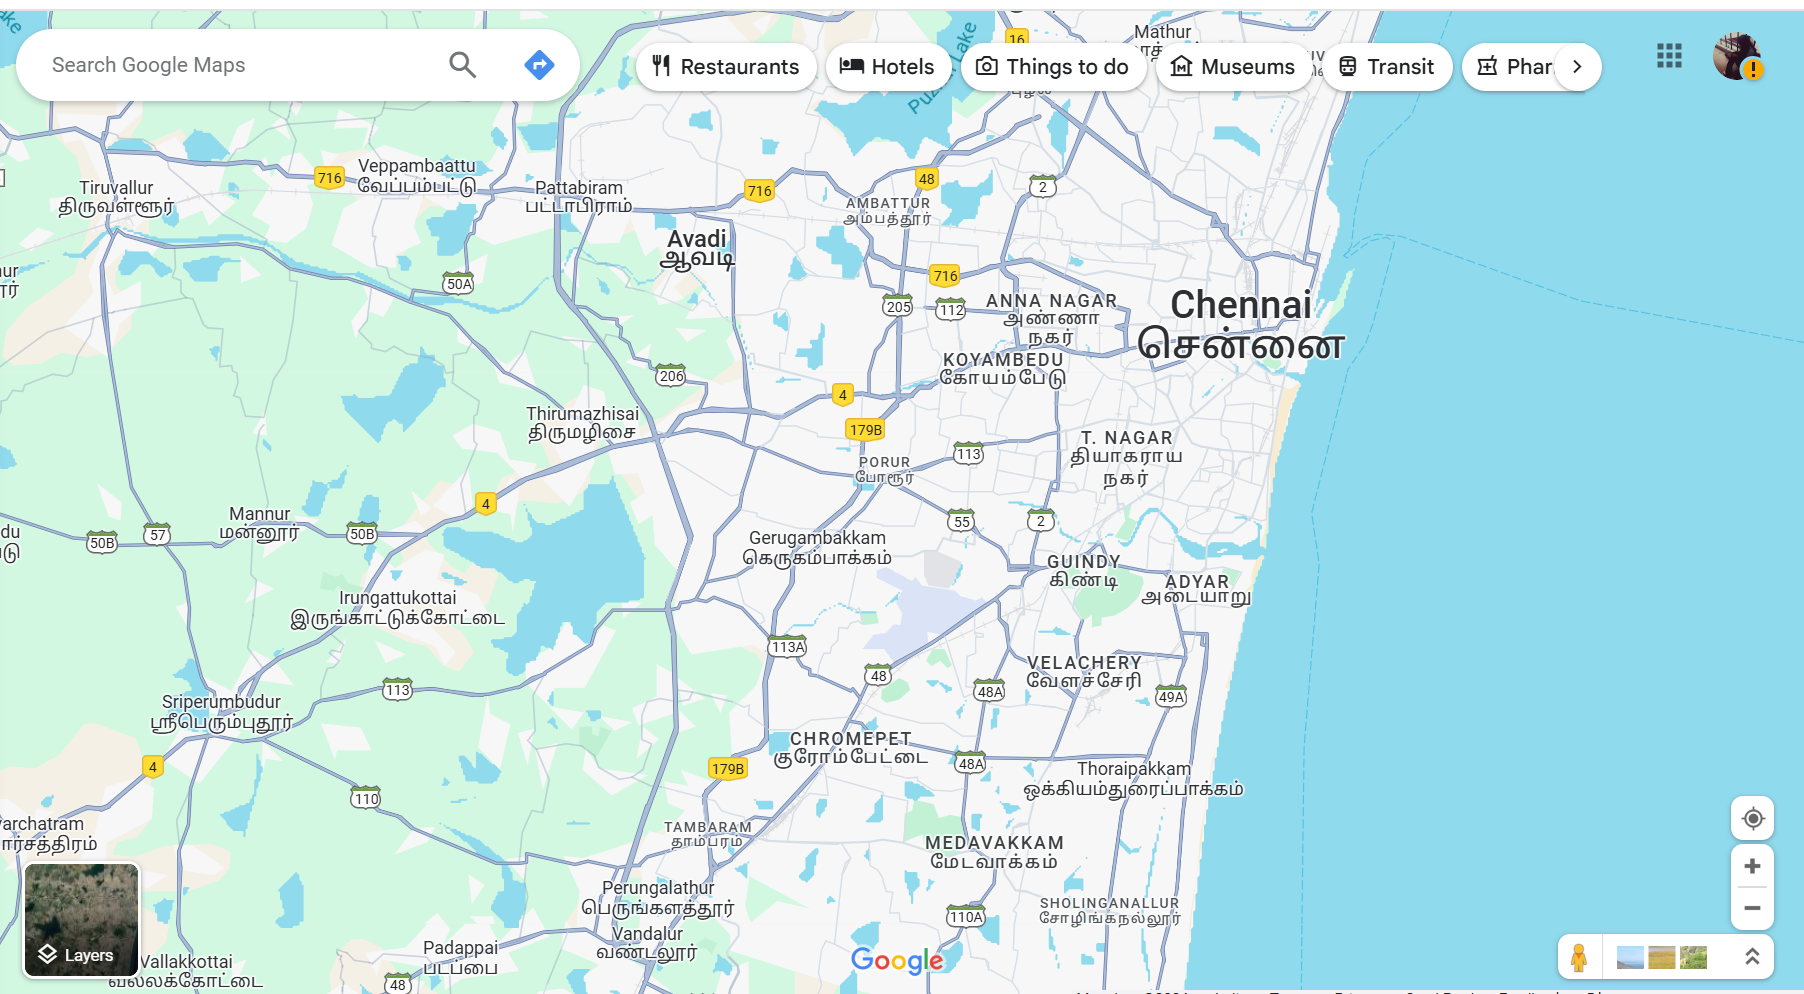 Lake
Mathur
16
Search Google Maps
Restaurants
Hotels
Things to do
Museums
Transit
Phar
Lake
புழல்
Veppambaattu
வேப்பம்பட்டு
716
Tiruvallur
திருவள்ளூர்
Pattabiram
பட்டாபிராம்
716
48
2
AMBATTUR
அம்பத்தூர்
Avadi
ஆவடி
50A
716
205
112
ANNA NAGAR
அண்ணா
நகர்
Chennai
சென்னை
KOYAMBEDU
கோயம்பேடு
206
4
Thirumazhisai
திருமழிசை
179B
T. NAGAR
தியாகராய
நகர்
113
PORUR
போரூர்
4
Mannur
மன்னூர்
50B
57
50B
55
2
Gerugambakkam
கெருகம்பாக்கம்
GUINDY
கிண்டி
ADYAR
அடையாறு
Irungattukottai
இருங்காட்டுக்கோட்டை
113A
48
VELACHERY
வேளச்சேரி
113
48A
49A
Sriperumbudur
ஸ்ரீபெரும்புதூர்
CHROMEPET
குரோம்பேட்டை
4
179B
48A
Thoraipakkam
ஒக்கியம்துரைப்பாக்கம்
110
varchatram
ார்சத்திரம்
TAMBARAM
தாம்பரம்
MEDAVAKKAM
மேடவாக்கம்
Perungalathur
பெருங்களத்தூர்
110A
SHOLINGANALLUR
சோழிங்கநல்லூர்
Vandalur
வண்டலூர்
Padappai
படப்பை
Layers
Vallakkottai
வல்லக்கோட்டை
48
Google